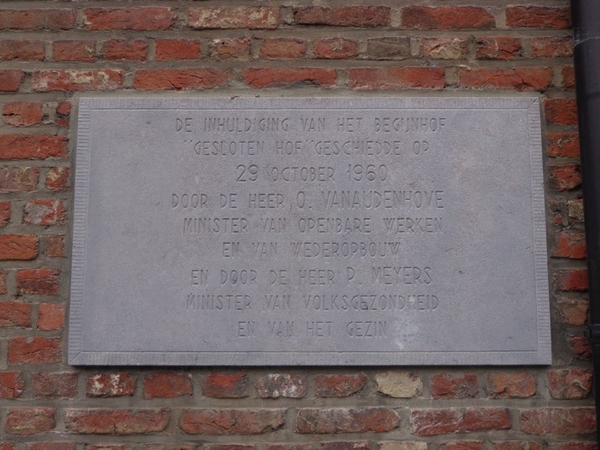 DE INHULDIGING VAN HET BEGIJNHOF
"GESLOTEN HOF" GESCHIEDDE OP
29 OCTOBER 1960
DOOR DE HEER O. VANAUDENHOVE
MINISTER VAN OPENBARE WERKEN
EN VAN WEDEROPBOUW
EN DOOR DE HEER P. MEYERS
MINISTER VAN VOLKSGEZONDHEID
EN VAN HET GEZIN